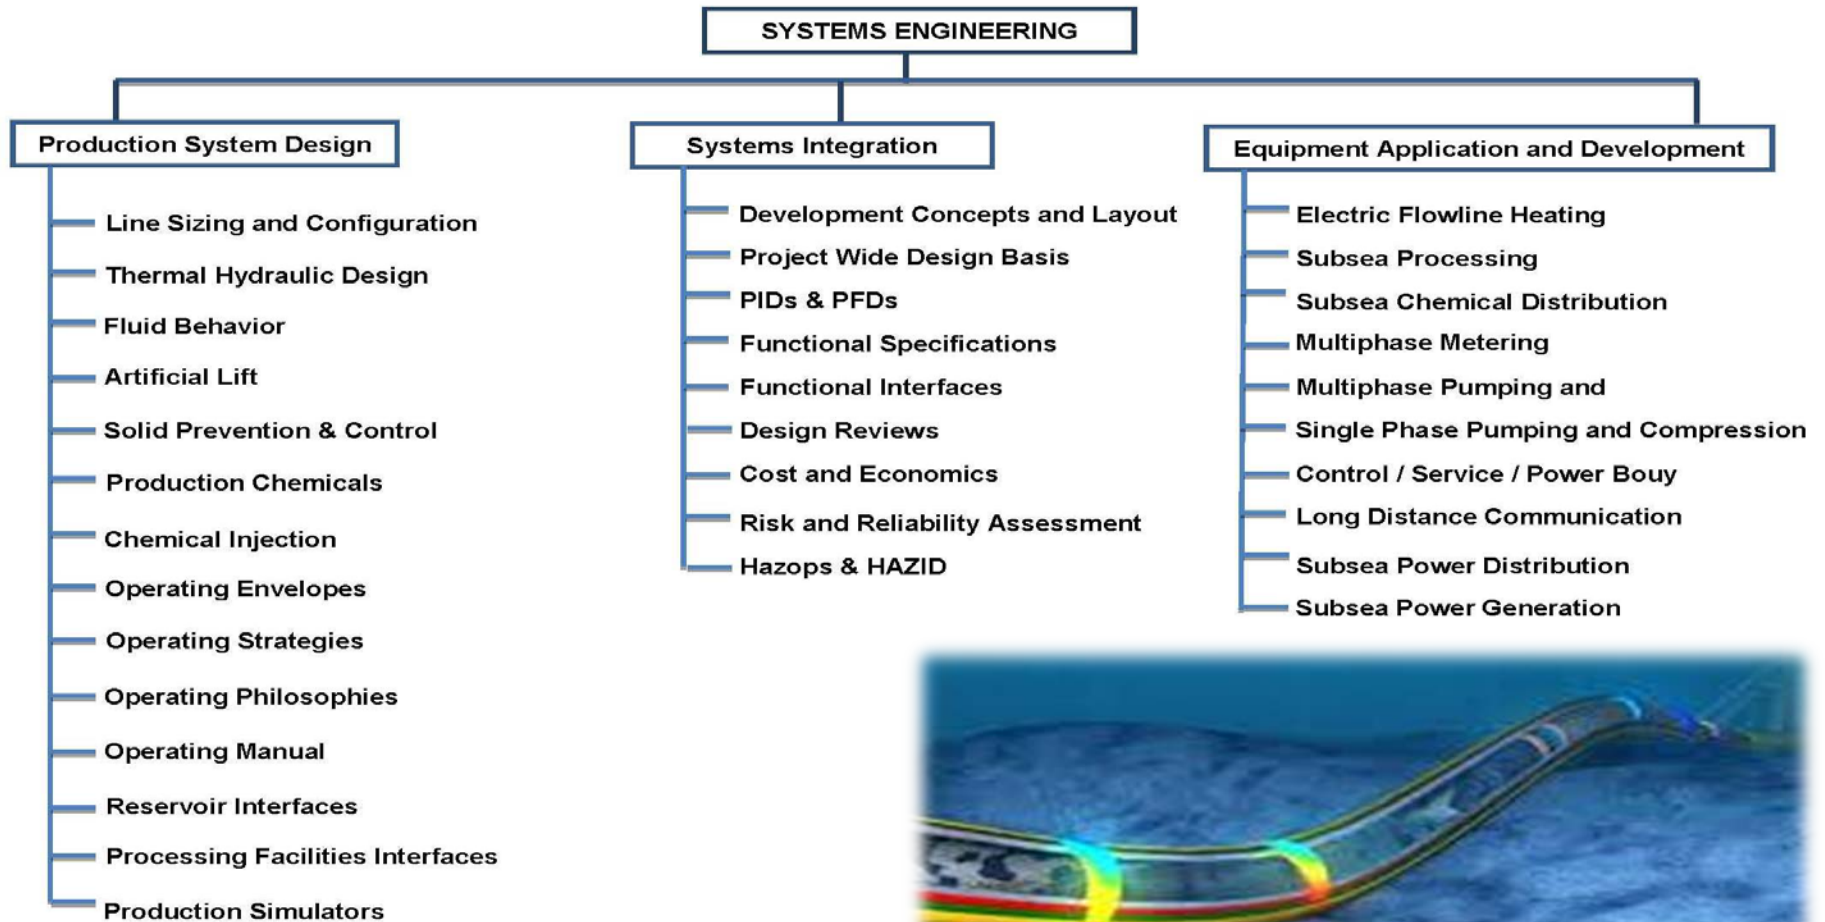 SYSTEMS ENGINEERING
Production System Design
Line Sizing and Configuration
Thermal Hydraulic Design
Fluid Behavior
Artificial Lift
Solid Prevention & Control
Production Chemicals
Chemical Injection
Operating Envelopes
Operating Strategies
Operating Philosophies
Operating Manual
Reservoir Interfaces
Processing Facilities Interfaces
Production Simulators
Systems Integration
Development Concepts and Layout
Project Wide Design Basis
PIDs & PFDs
Functional Specifications
Functional Interfaces
Design Reviews
Cost and Economics
Risk and Reliability Assessment
Hazops & HAZID
Equipment Application and Development
Electric Flowline Heating
Subsea Processing
Subsea Chemical Distribution
Multiphase Metering
Multiphase Pumping and
Single Phase Pumping and Compression
Control / Service / Power Bouy
Long Distance Communication
Subsea Power Distribution
Subsea Power Generation